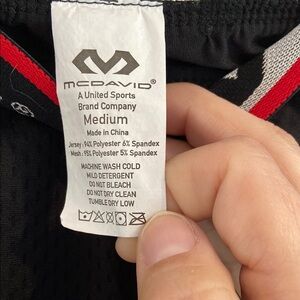 McDAVID®
A United Sports
Brand Company
Medium
Made in China
Jersey : 94% Polyester 6% Spandex
Mesh : 95% Polyester 5% Spandex
MACHINE WASH COLD
MILD DETERGENT
DO NOT BLEACH
DO NOT DRY CLEAN
TUMBLE DRY LOW